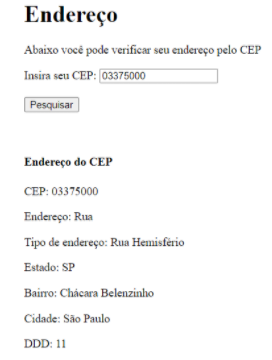 Endereço
Abaixo você pode verificar seu endereço pelo CEP
Insira seu CEP: 03375000
Pesquisar
Endereço do CEP
CEP: 03375000
Endereço: Rua
Tipo de endereço: Rua Hemisfério
Estado: SP
Bairro: Chácara Belenzinho
Cidade: São Paulo
DDD: 11